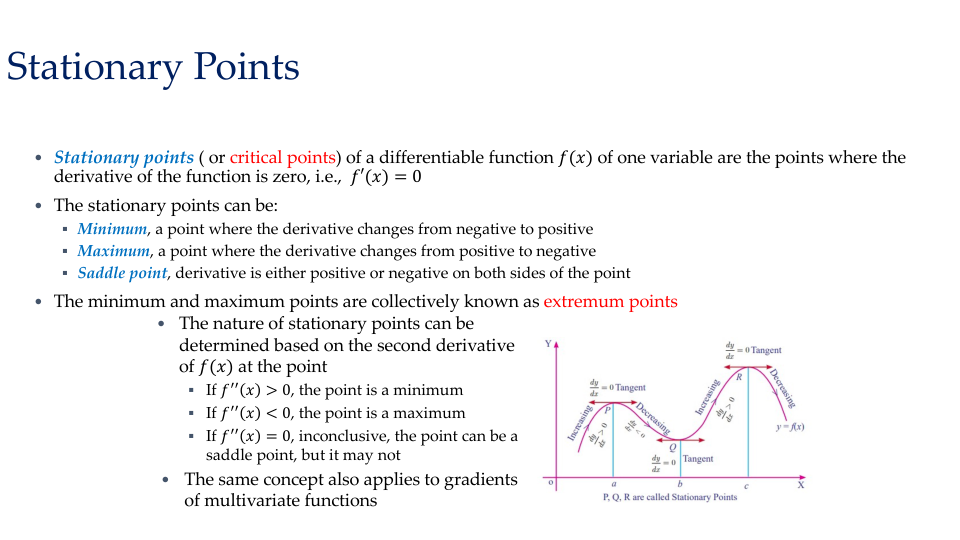 Stationary Points
• Stationary points ( or critical points) of a differentiable function f(x) of one variable are the points where the
derivative of the function is zero, i.e., f′(x) = 0
• The stationary points can be:
▪ Minimum, a point where the derivative changes from negative to positive
▪ Maximum, a point where the derivative changes from positive to negative
▪ Saddle point, derivative is either positive or negative on both sides of the point
• The minimum and maximum points are collectively known as extremum points
• The nature of stationary points can be
determined based on the second derivative
of f(x) at the point
▪ If f′′(x) > 0, the point is a minimum
▪ If f′′(x) < 0, the point is a maximum
▪ If f′′(x) = 0, inconclusive, the point can be a
saddle point, but it may not
• The same concept also applies to gradients
of multivariate functions
Y
dy/dx = 0 Tangent
R
Increasing
dy/dx > 0
Decreasing
y = f(x)
dy/dx = 0 Tangent
P
Increasing
dy/dx > 0
Decreasing
dy/dx < 0
Q
dy/dx = 0 Tangent
o a b c X
P, Q, R are called Stationary Points